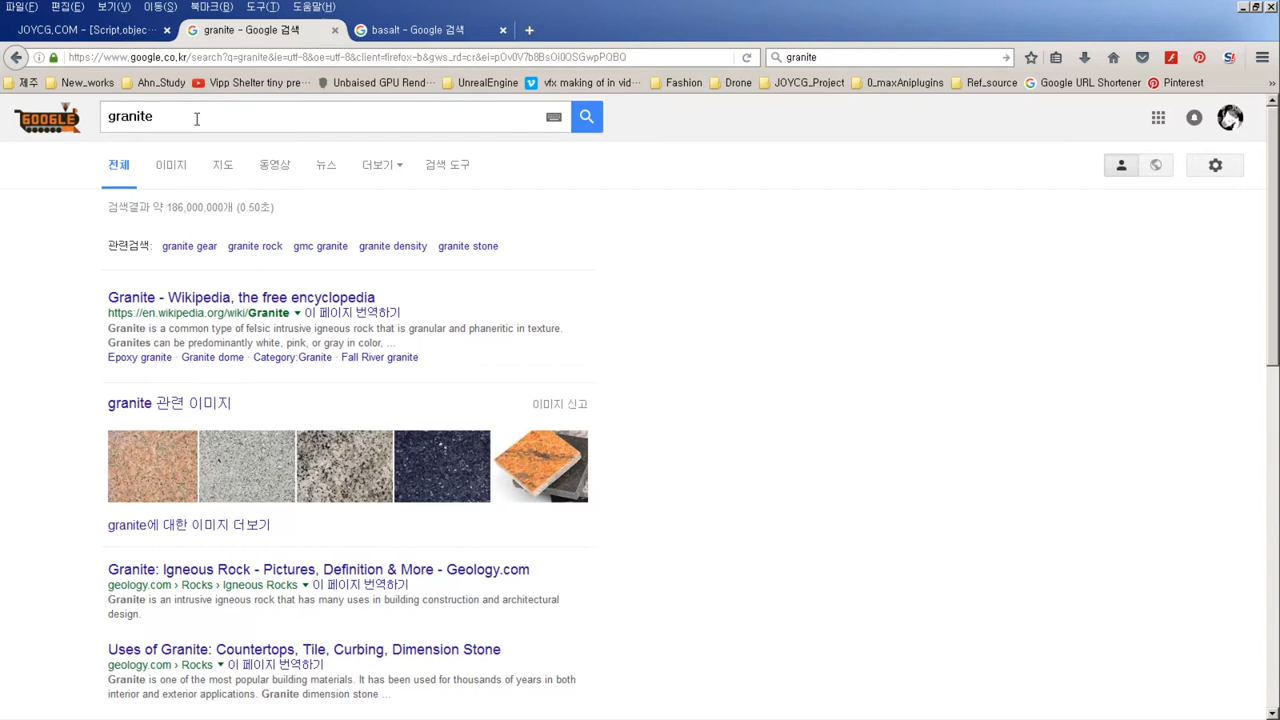 파일(F) 편집(E) 보기(V) 이동(S) 북마크(B) 도구(T) 도움말(H)
JOYCG.COM - [Script,objec... granite - Google 검색 basalt - Google 검색
https://www.google.co.kr/search?q=granite&ie=utf-8&oe=utf-8&client=firefox-b&gws_rd=cr&ei=pOv0V7b8BsOi0QSGwpPQBQ granite
제주 New_works Ahn_Study Vipp Shelter tiny pre... Unbaised GPU Rend... UnrealEngine vfx making of in vid... Fashion Drone JOYCG_Project 0_maxAniplugins Ref_source Google URL Shortener Pinterest
GOOGLE granite
전체 이미지 지도 동영상 뉴스 더보기 검색 도구
검색결과 약 186,000,000개 (0.50초)
관련검색: granite gear granite rock gmc granite granite density granite stone
Granite - Wikipedia, the free encyclopedia
https://en.wikipedia.org/wiki/Granite 이 페이지 번역하기
Granite is a common type of felsic intrusive igneous rock that is granular and phaneritic in texture.
Granites can be predominantly white, pink, or gray in color, ...
Epoxy granite · Granite dome · Category:Granite · Fall River granite
granite 관련 이미지 이미지 신고
granite에 대한 이미지 더보기
Granite: Igneous Rock - Pictures, Definition & More - Geology.com
geology.com › Rocks › Igneous Rocks 이 페이지 번역하기
Granite is an intrusive igneous rock that has many uses in building construction and architectural
design.
Uses of Granite: Countertops, Tile, Curbing, Dimension Stone
geology.com › Rocks 이 페이지 번역하기
Granite is one of the most popular building materials. It has been used for thousands of years in both
interior and exterior applications. Granite dimension stone ...